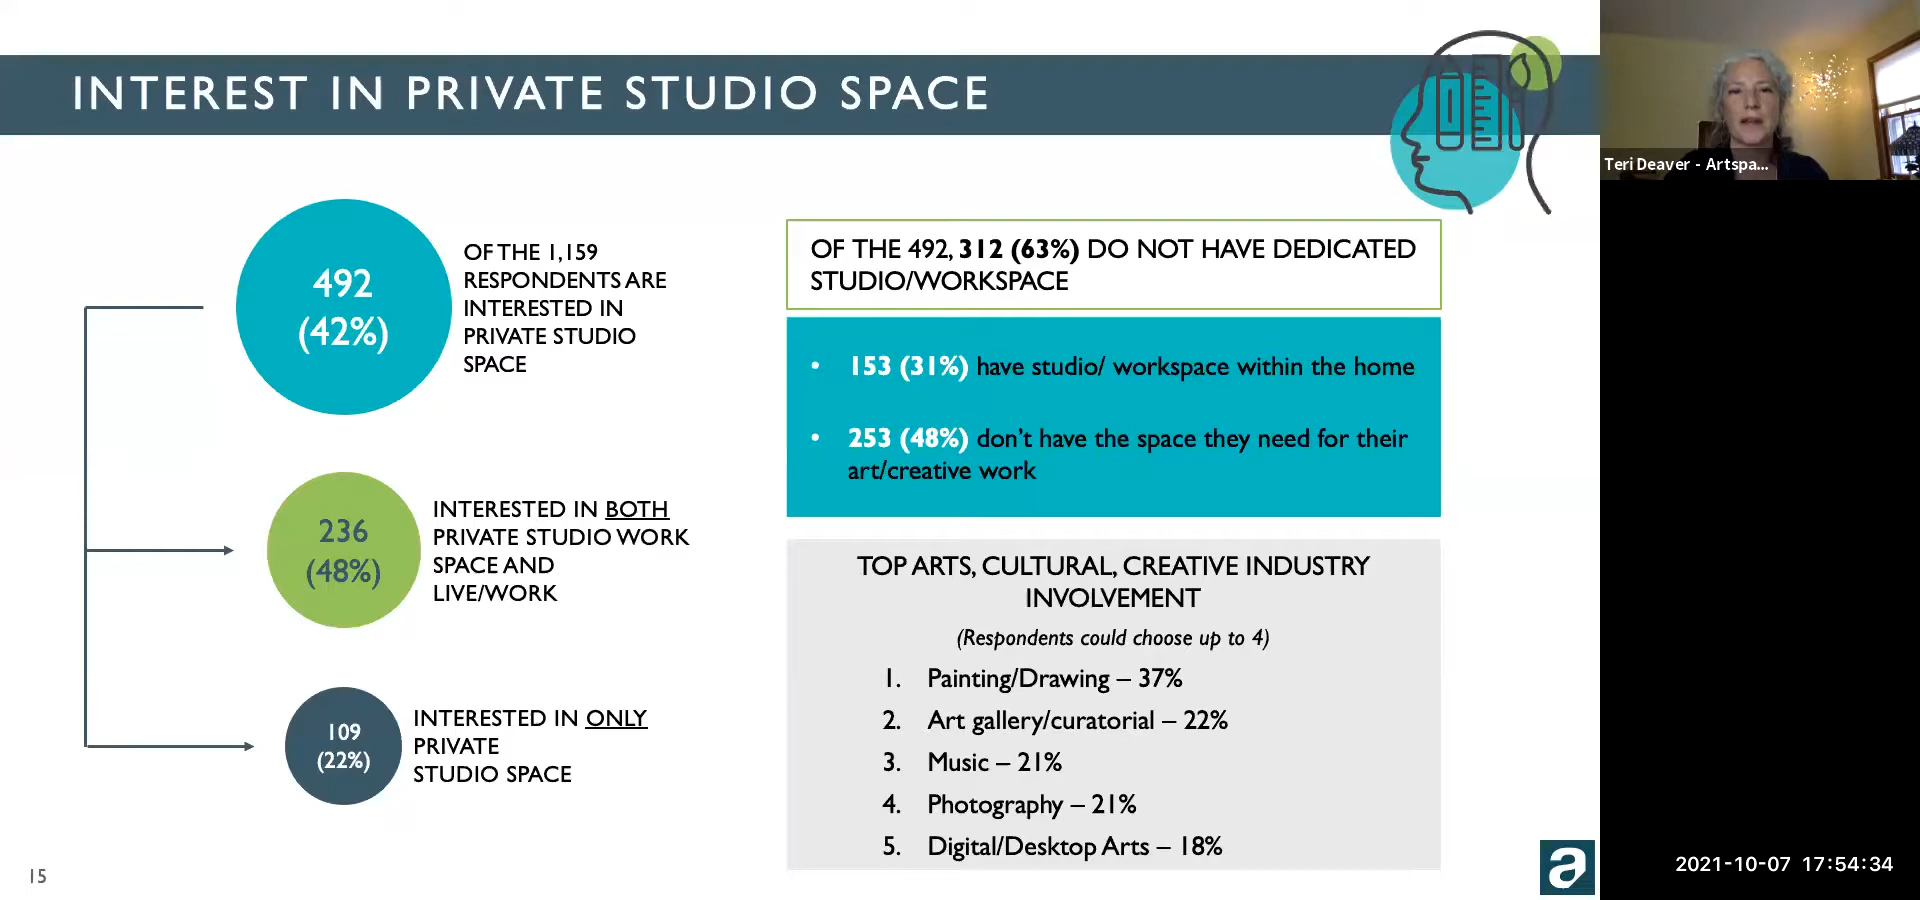 INTEREST IN PRIVATE STUDIO SPACE
492
(42%)
OF THE 1,159
RESPONDENTS ARE
INTERESTED IN
PRIVATE STUDIO
SPACE
236
(48%)
INTERESTED IN BOTH
PRIVATE STUDIO WORK
SPACE AND
LIVE/WORK
109
(22%)
INTERESTED IN ONLY
PRIVATE
STUDIO SPACE
15
OF THE 492, 312 (63%) DO NOT HAVE DEDICATED
STUDIO/WORKSPACE
• 153 (31%) have studio/ workspace within the home
• 253 (48%) don't have the space they need for their
art/creative work
TOP ARTS, CULTURAL, CREATIVE INDUSTRY
INVOLVEMENT
(Respondents could choose up to 4)
1. Painting/Drawing – 37%
2. Art gallery/curatorial – 22%
3. Music – 21%
4. Photography – 21%
5. Digital/Desktop Arts – 18%
a
Teri Deaver - Artspa...
2021-10-07 17:54:34